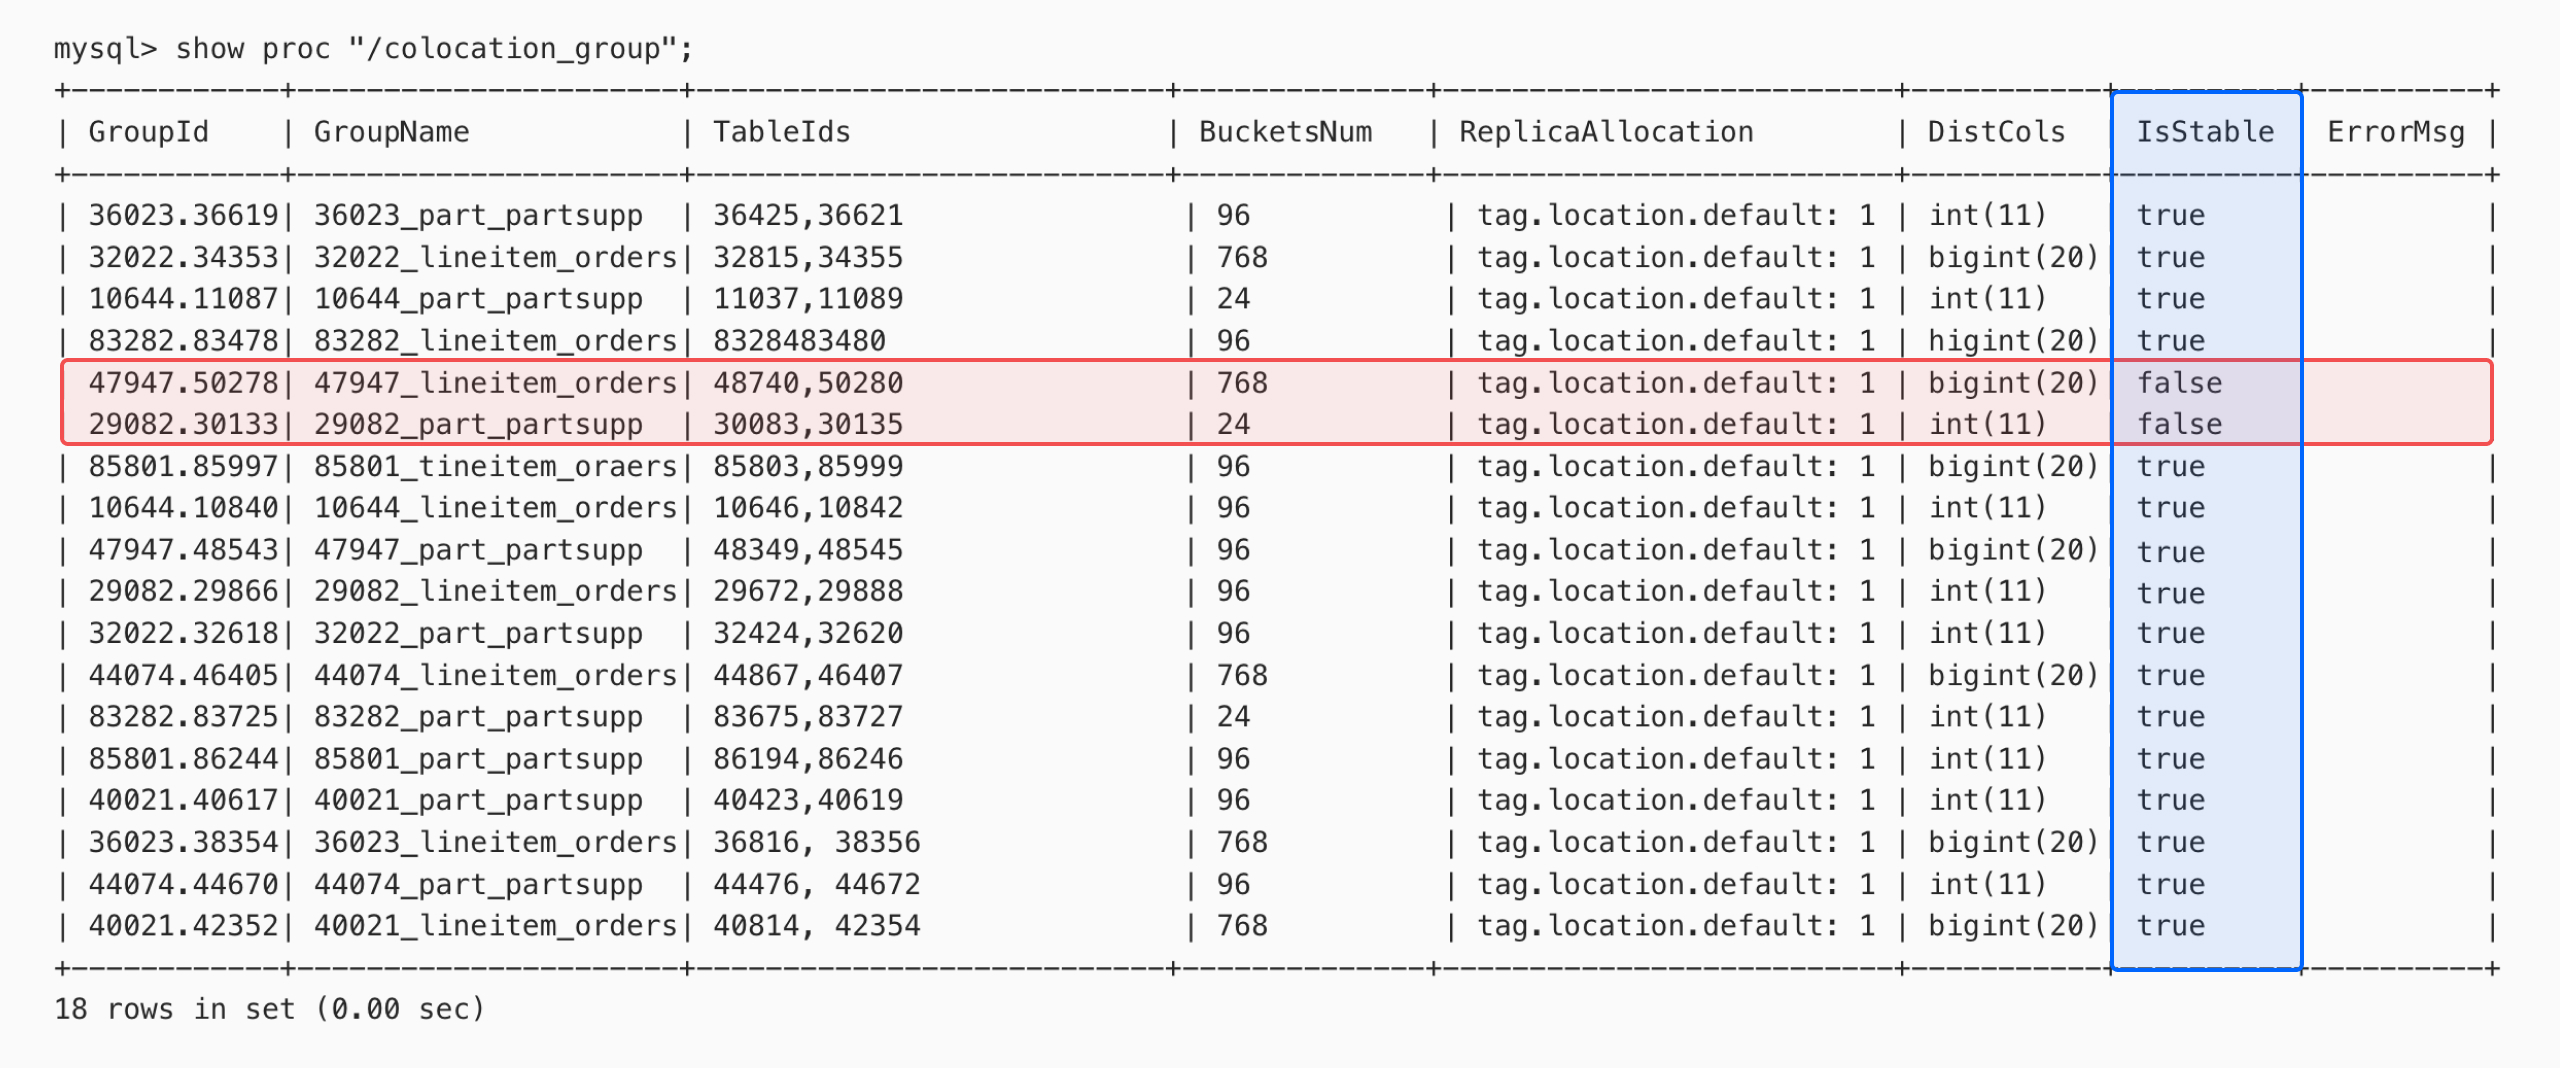 mysql> show proc "/colocation_group";
+------------+----------------------+---------------------------+--------------+--------------------------+------------+----------+----------+
| GroupId | GroupName | TableIds | BucketsNum | ReplicaAllocation | DistCols IsStable ErrorMsg |
+------------+----------------------+---------------------------+--------------+--------------------------+------------+----------+----------+
| 36023.36619| 36023_part_partsupp | 36425,36621 | 96 | tag.location.default: 1 | int(11) true |
| 32022.34353| 32022_lineitem_orders| 32815,34355 | 768 | tag.location.default: 1 | bigint(20) true |
| 10644.11087| 10644_part_partsupp | 11037,11089 | 24 | tag.location.default: 1 | int(11) true |
| 83282.83478| 83282_lineitem_orders| 8328483480 | 96 | tag.location.default: 1 | higint(20) true |
47947.50278| 47947_lineitem_orders| 48740,50280 | 768 | tag.location.default: 1 | bigint(20) false
29082.30133| 29082_part_partsupp | 30083,30135 | 24 | tag.location.default: 1 | int(11) false
| 85801.85997| 85801_tineitem_oraers| 85803,85999 | 96 | tag.location.default: 1 | bigint(20) true |
| 10644.10840| 10644_lineitem_orders| 10646,10842 | 96 | tag.location.default: 1 | int(11) true |
| 47947.48543| 47947_part_partsupp | 48349,48545 | 96 | tag.location.default: 1 | bigint(20) true |
| 29082.29866| 29082_lineitem_orders| 29672,29888 | 96 | tag.location.default: 1 | int(11) true |
| 32022.32618| 32022_part_partsupp | 32424,32620 | 96 | tag.location.default: 1 | int(11) true |
| 44074.46405| 44074_lineitem_orders| 44867,46407 | 768 | tag.location.default: 1 | bigint(20) true |
| 83282.83725| 83282_part_partsupp | 83675,83727 | 24 | tag.location.default: 1 | int(11) true |
| 85801.86244| 85801_part_partsupp | 86194,86246 | 96 | tag.location.default: 1 | int(11) true |
| 40021.40617| 40021_part_partsupp | 40423,40619 | 96 | tag.location.default: 1 | int(11) true |
| 36023.38354| 36023_lineitem_orders| 36816, 38356 | 768 | tag.location.default: 1 | bigint(20) true |
| 44074.44670| 44074_part_partsupp | 44476, 44672 | 96 | tag.location.default: 1 | int(11) true |
| 40021.42352| 40021_lineitem_orders| 40814, 42354 | 768 | tag.location.default: 1 | bigint(20) true |
+------------+----------------------+---------------------------+--------------+--------------------------+------------+----------+----------+
18 rows in set (0.00 sec)